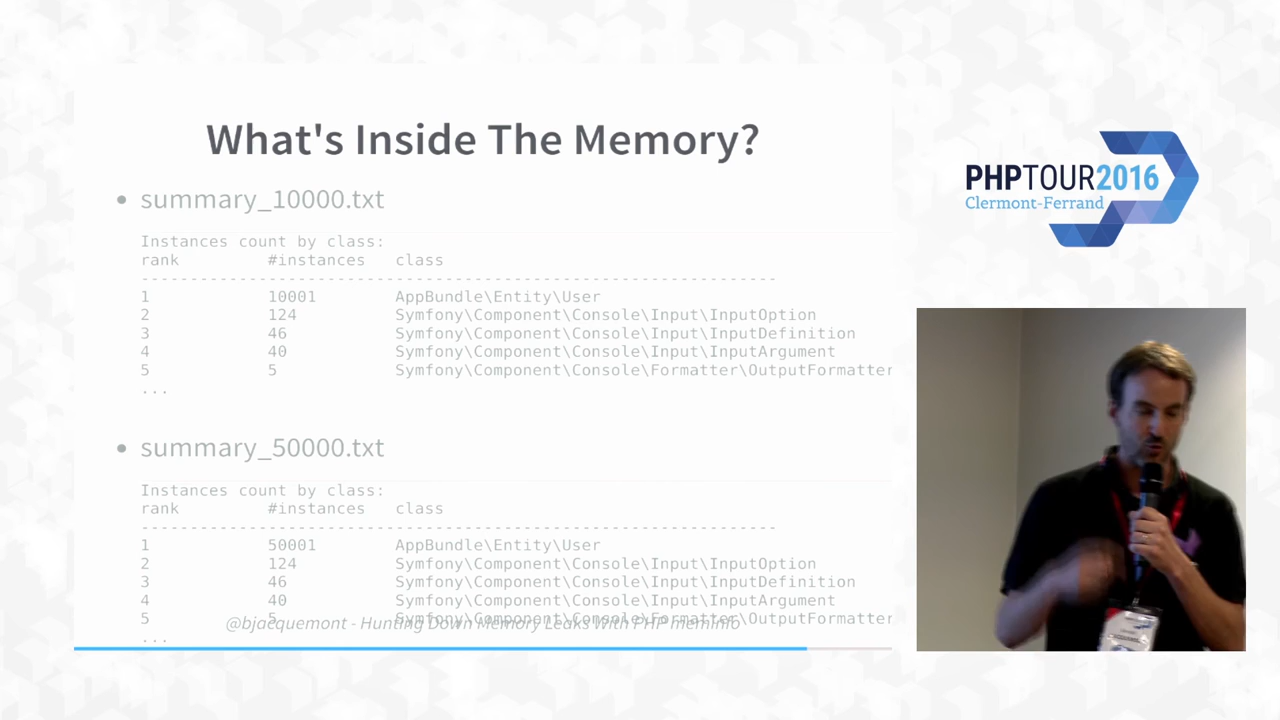 What's Inside The Memory?
• summary_10000.txt
Instances count by class:
rank #instances class
-----------------------------------------------------------------
1 10001 AppBundle\Entity\User
2 124 Symfony\Component\Console\Input\InputOption
3 46 Symfony\Component\Console\Input\InputDefinition
4 40 Symfony\Component\Console\Input\InputArgument
5 5 Symfony\Component\Console\Formatter\OutputFormatter
...
• summary_50000.txt
Instances count by class:
rank #instances class
-----------------------------------------------------------------
1 50001 AppBundle\Entity\User
2 124 Symfony\Component\Console\Input\InputOption
3 46 Symfony\Component\Console\Input\InputDefinition
4 40 Symfony\Component\Console\Input\InputArgument
5 5 Symfony\Component\Console\Formatter\OutputFormatter
@bjacquemont - Hunting Down Memory Leaks With PHP meminfo
...
PHPTOUR2016
Clermont-Ferrand